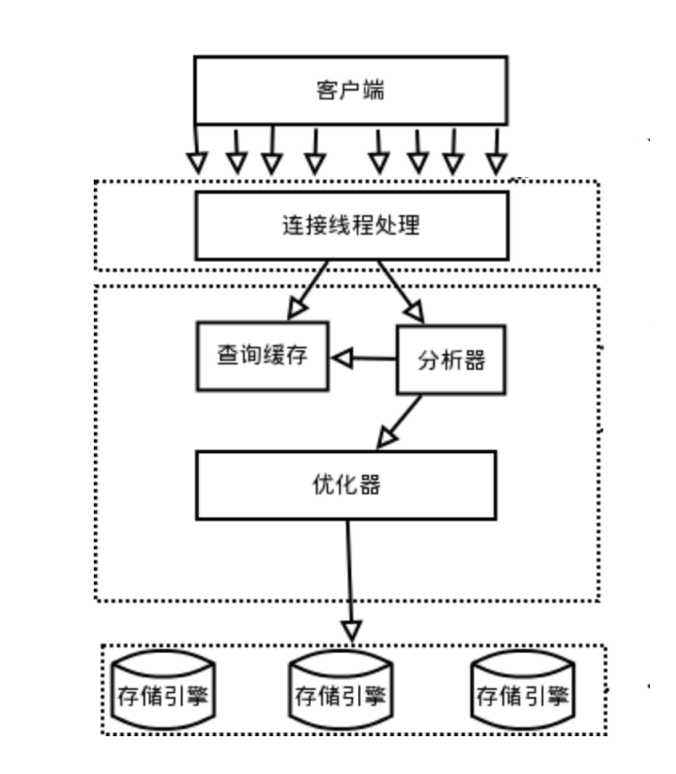 客户端
连接线程处理
查询缓存
分析器
优化器
存储引擎
存储引擎
存储引擎